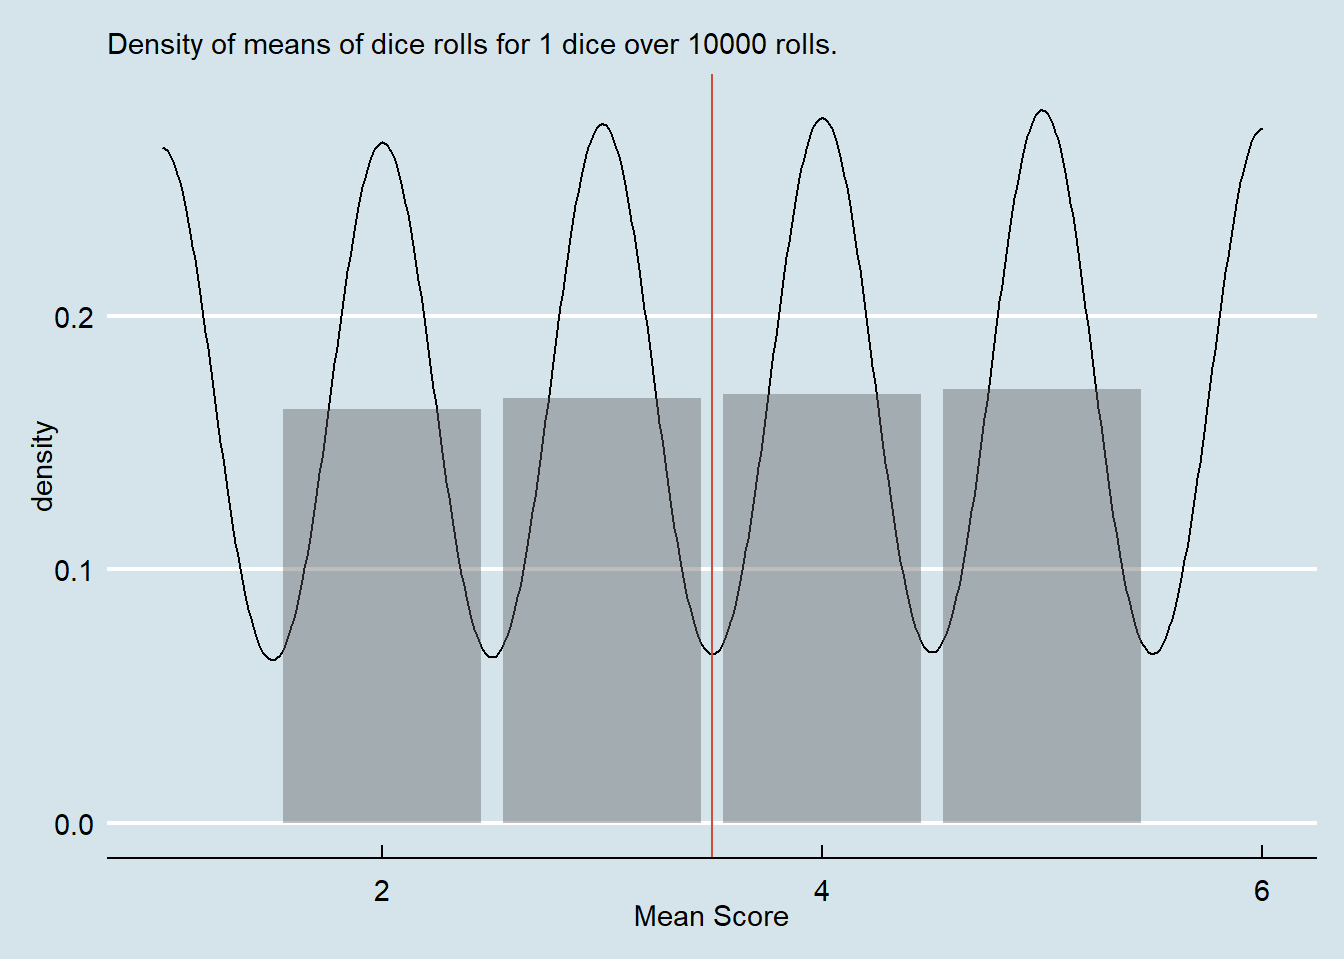 Density of means of dice rolls for 1 dice over 10000 rolls.
0.2
0.1
0.0
density
2 4 6
Mean Score